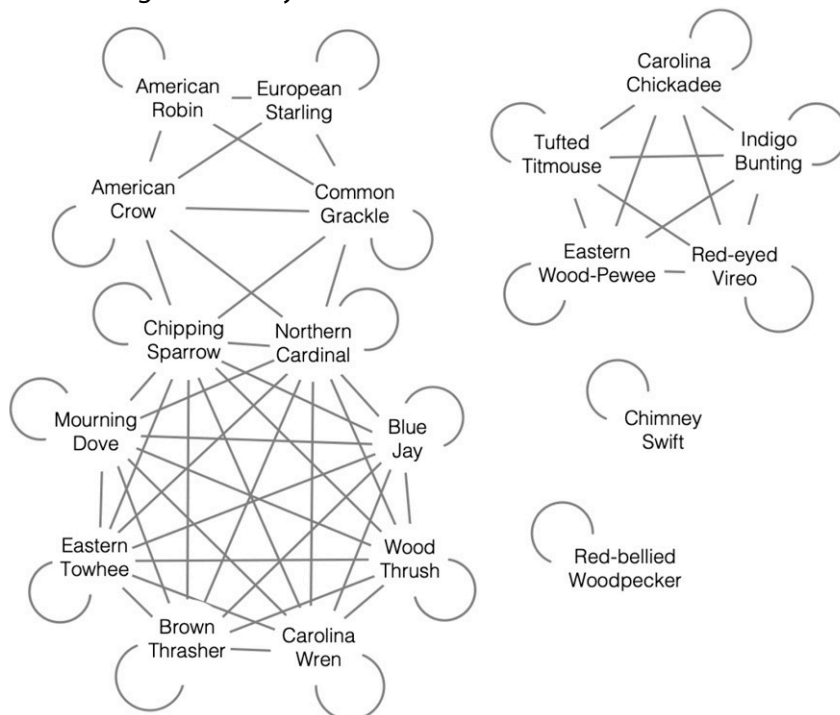 American
Robin
European
Starling
American
Crow
Common
Grackle
Chipping
Sparrow
Northern
Cardinal
Mourning
Dove
Blue
Jay
Eastern
Towhee
Wood
Thrush
Brown
Thrasher
Carolina
Wren
Carolina
Chickadee
Tufted
Titmouse
Indigo
Bunting
Eastern
Wood-Pewee
Red-eyed
Vireo
Chimney
Swift
Red-bellied
Woodpecker